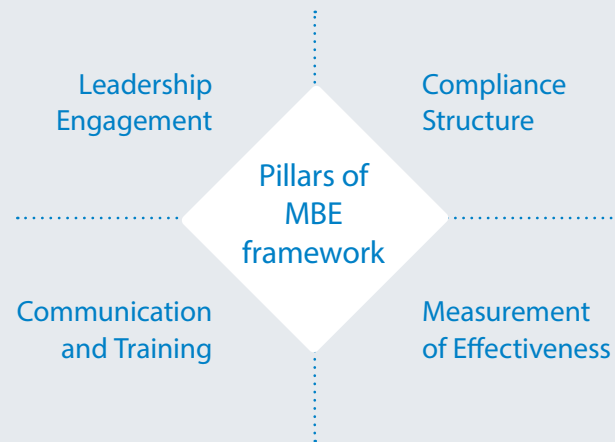 Leadership
Engagement
Compliance
Structure
Pillars of
MBE
framework
Communication
and Training
Measurement
of Effectiveness